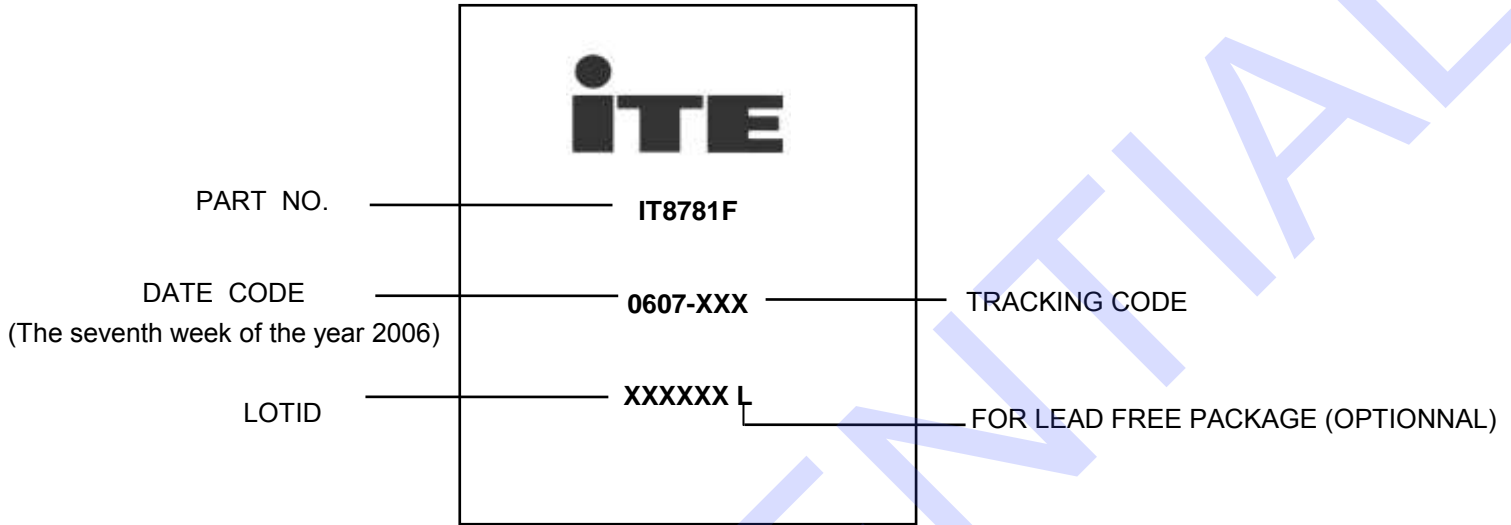 iTE
PART NO.
IT8781F
DATE CODE
0607-XXX
TRACKING CODE
(The seventh week of the year 2006)
LOTID
XXXXXX L
FOR LEAD FREE PACKAGE (OPTIONNAL)
ENTIAL